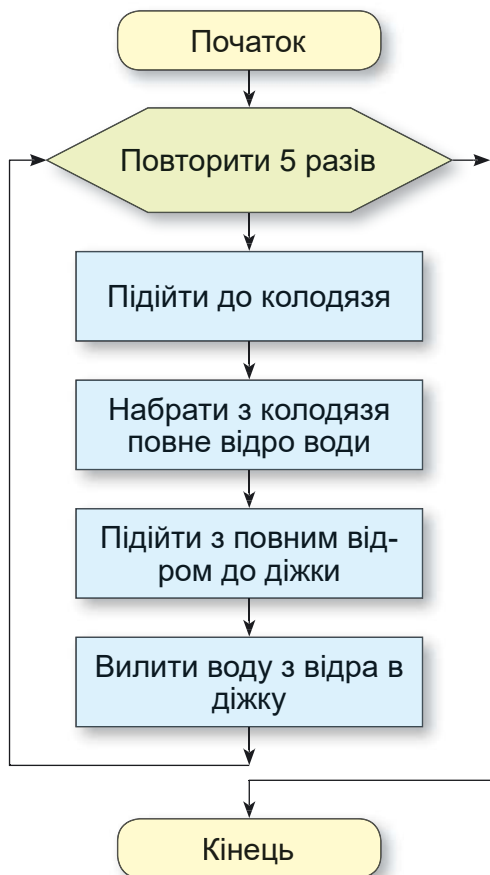 Початок
Повторити 5 разів
Підійти до колодязя
Набрати з колодязя
повне відро води
Підійти з повним від-
ром до діжки
Вилити воду з відра в
діжку
Кінець